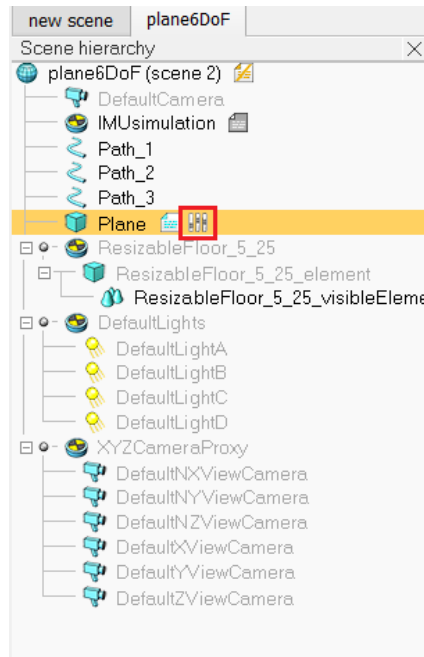 new scene plane6DoF
Scene hierarchy
plane6DoF (scene 2)
DefaultCamera
IMUsimulation
Path_1
Path_2
Path_3
Plane
ResizableFloor_5_25
ResizableFloor_5_25_element
ResizableFloor_5_25_visibleEleme
DefaultLights
DefaultLightA
DefaultLightB
DefaultLightC
DefaultLightD
XYZCameraProxy
DefaultNXViewCamera
DefaultNYViewCamera
DefaultNZViewCamera
DefaultXViewCamera
DefaultYViewCamera
DefaultZViewCamera